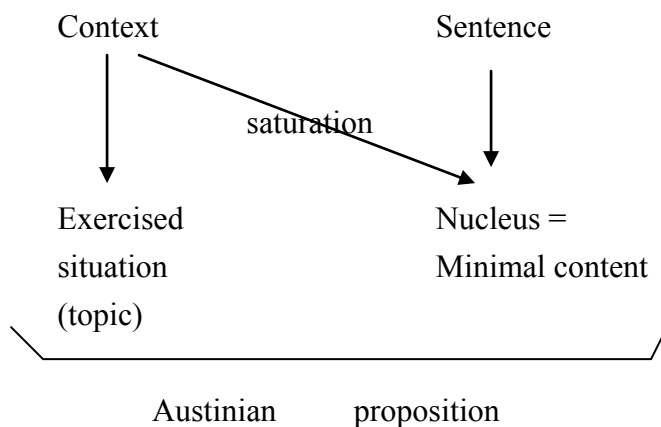 Context Sentence
saturation
Exercised Nucleus =
situation Minimal content
(topic)
Austinian proposition